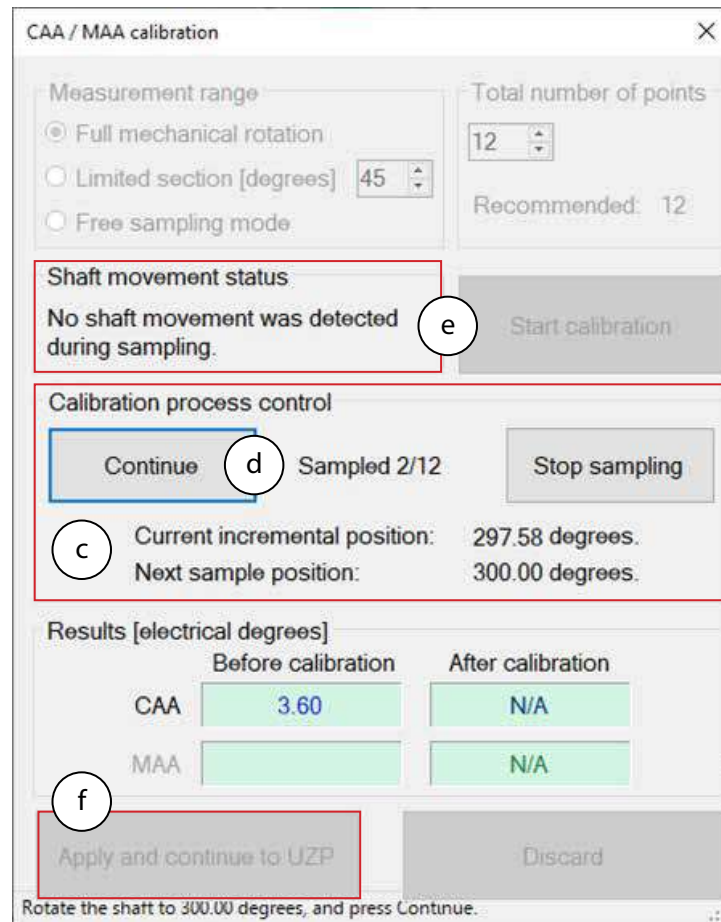 CAA / MAA calibration
Measurement range
Full mechanical rotation
Limited section [degrees] 45
Free sampling mode
Total number of points
12
Recommended: 12
Shaft movement status
No shaft movement was detected
during sampling.
e
Start calibration
Calibration process control
Continue d Sampled 2/12 Stop sampling
c
Current incremental position: 297.58 degrees.
Next sample position: 300.00 degrees.
Results [electrical degrees]
Before calibration After calibration
CAA 3.60 N/A
MAA N/A
f
Apply and continue to UZP Discard
Rotate the shaft to 300.00 degrees, and press Continue.